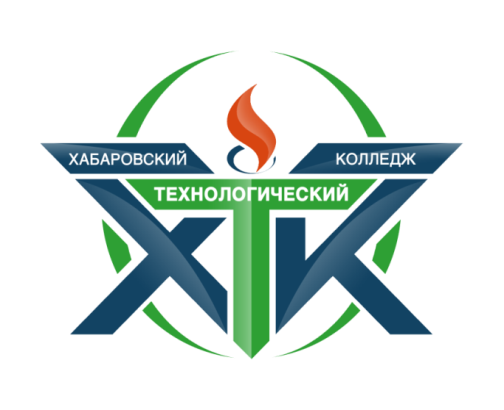 ХАБАРОВСКИЙ КОЛЛЕДЖ
ТЕХНОЛОГИЧЕСКИЙ
ХТК